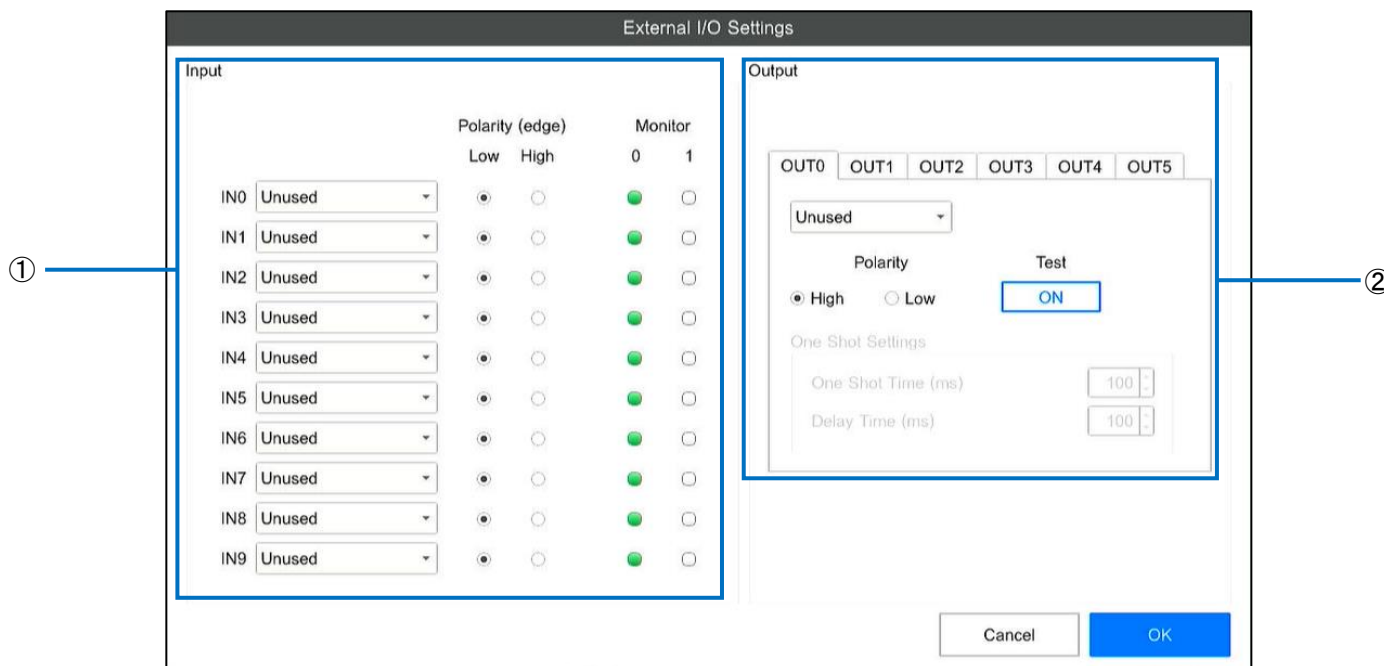 External I/O Settings
Input
Polarity (edge) Monitor
Low High 0 1
IN0 Unused
IN1 Unused
IN2 Unused
IN3 Unused
IN4 Unused
IN5 Unused
IN6 Unused
IN7 Unused
IN8 Unused
IN9 Unused
①
Output
OUT0 OUT1 OUT2 OUT3 OUT4 OUT5
Unused
Polarity Test
High Low ON
One Shot Settings
One Shot Time (ms) 100
Delay Time (ms) 100
②
Cancel OK